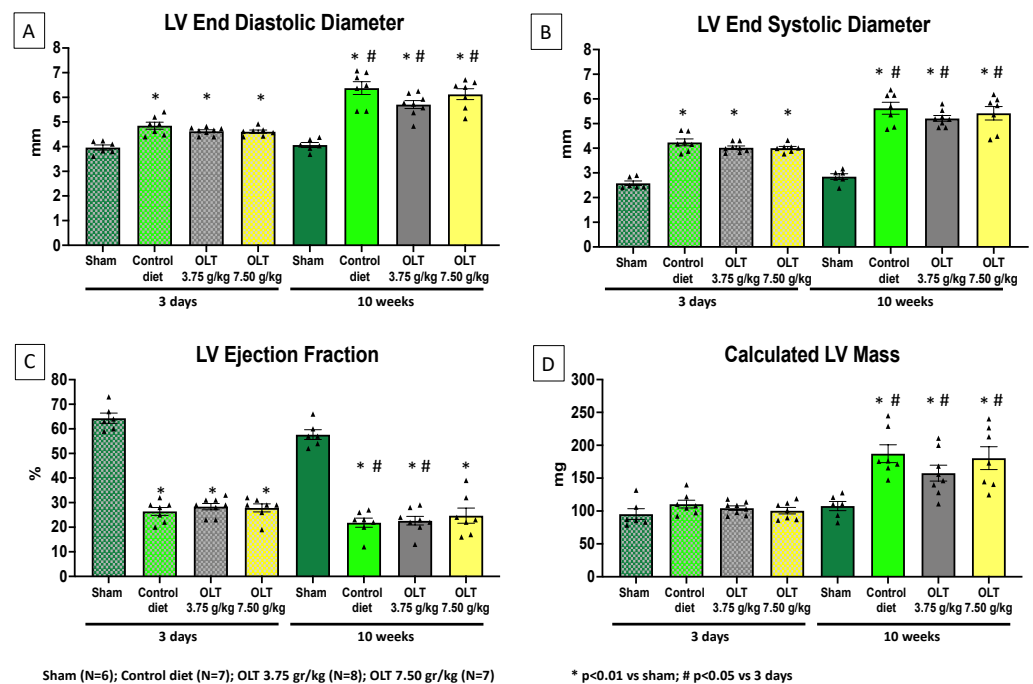 A
LV End Diastolic Diameter
mm
8
7
6
5
4
3
2
1
0
* * * * # * # * #
Sham Control diet OLT 3.75 g/kg OLT 7.50 g/kg Sham Control diet OLT 3.75 g/kg OLT 7.50 g/kg
3 days 10 weeks
B
LV End Systolic Diameter
mm
8
7
6
5
4
3
2
1
0
* * * * # * # * #
Sham Control diet OLT 3.75 g/kg OLT 7.50 g/kg Sham Control diet OLT 3.75 g/kg OLT 7.50 g/kg
3 days 10 weeks
C
LV Ejection Fraction
%
80
70
60
50
40
30
20
10
0
* * * * # * # *
Sham Control diet OLT 3.75 g/kg OLT 7.50 g/kg Sham Control diet OLT 3.75 g/kg OLT 7.50 g/kg
3 days 10 weeks
D
Calculated LV Mass
mg
300
250
200
150
100
50
0
* # * # * #
Sham Control diet OLT 3.75 g/kg OLT 7.50 g/kg Sham Control diet OLT 3.75 g/kg OLT 7.50 g/kg
3 days 10 weeks
Sham (N=6); Control diet (N=7); OLT 3.75 gr/kg (N=8); OLT 7.50 gr/kg (N=7)
* p<0.01 vs sham; # p<0.05 vs 3 days